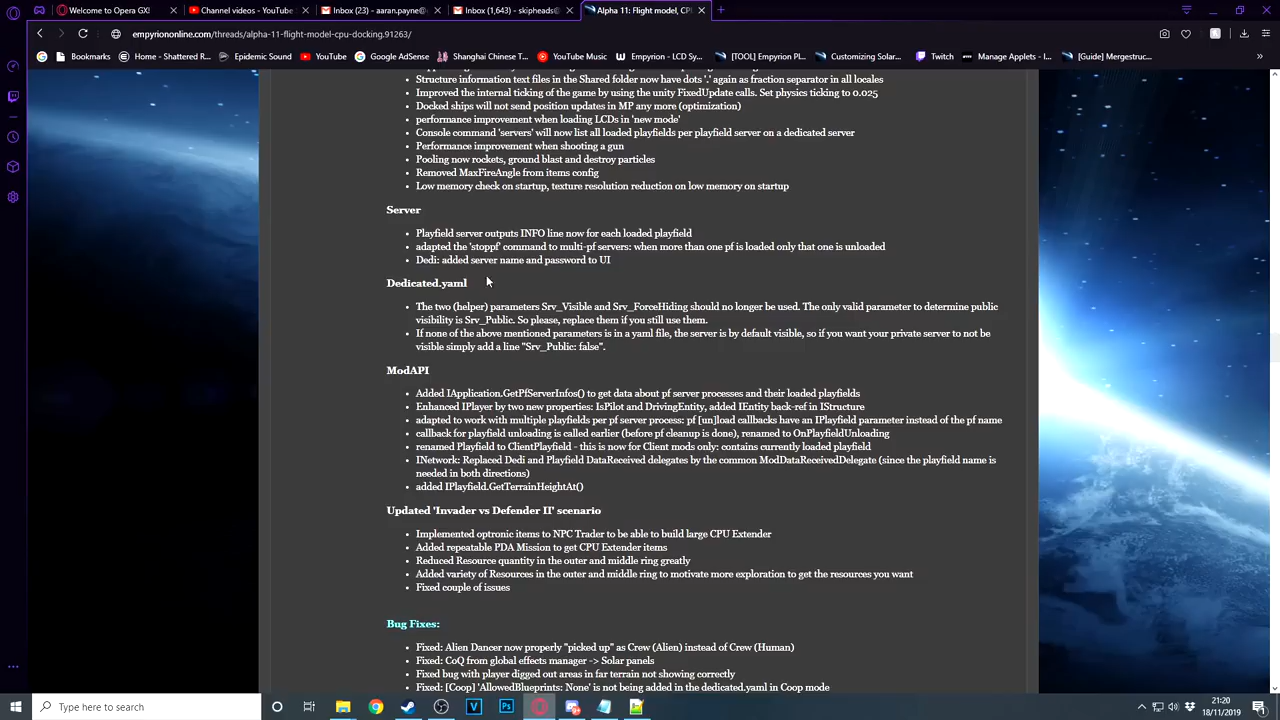 Welcome to Opera GX!
Channel videos - YouTube
Inbox (23) - aaran.payne@
Inbox (1,643) - skipheads@
Alpha 11: Flight model, CP
empyriononline.com/threads/alpha-11-flight-model-cpu-docking.91263/
Bookmarks
Home : RaserR...
Epidemic Sound
YouTube
Google AdSense
Shanghai Chinese T...
YouTube Music
Empyrion - LCD Sy...
[TOOL] Empyrion Pl...
Customizing Solar...
Twitch
Manage Applets - I...
[Guide] Mergestruc...
Structure information text files in the Shared folder now have dots '.' again as fraction separator in all locales
Improved the internal ticking of the game by using the unity FixedUpdate calls. Set physics ticking to 0.025
Docked ships will not send position updates in MP any more (optimization)
performance improvement when loading LCDs in 'new mode'
Console command 'servers' will now list all loaded playfields per playfield server on a dedicated server
Performance improvement when shooting a gun
Pooling now rockets, ground blast and destroy particles
Removed MaxFireAngle from items config
Low memory check on startup, texture resolution reduction on low memory on startup
Server
Playfield server outputs INFO line now for each loaded playfield
adapted the 'stoppf' command to multi-pf servers: when more than one pf is loaded only that one is unloaded
Dedi: added server name and password to UI
Dedicated.yaml
The two (helper) parameters Srv_Visible and Srv_ForceHiding should no longer be used. The only valid parameter to determine public
visibility is Srv_Public. So please, replace them if you still use them.
If none of the above mentioned parameters is in a yaml file, the server is by default visible, so if you want your private server to not be
visible simply add a line "Srv_Public: false".
ModAPI
Added IApplication.GetPfServerInfos() to get data about pf server processes and their loaded playfields
Enhanced IPlayer by two new properties: IsPilot and DrivingEntity, added IEntity back-ref in IStructure
adapted to work with multiple playfields per pf server process: pf [un]load callbacks have an IPlayfield parameter instead of the pf name
callback for playfield unloading is called earlier (before pf cleanup is done), renamed to OnPlayfieldUnloading
renamed Playfield to ClientPlayfield - this is now for Client mods only: contains currently loaded playfield
INetwork: Replaced Dedi and Playfield DataReceived delegates by the common ModDataReceivedDelegate (since the playfield name is
needed in both directions)
added IPlayfield.GetTerrainHeightAt()
Updated 'Invader vs Defender II' scenario
Implemented optronic items to NPC Trader to be able to build large CPU Extender
Added repeatable PDA Mission to get CPU Extender items
Reduced Resource quantity in the outer and middle ring greatly
Added variety of Resources in the outer and middle ring to motivate more exploration to get the resources you want
Fixed couple of issues
Bug Fixes:
Fixed: Alien Dancer now properly "picked up" as Crew (Alien) instead of Crew (Human)
Fixed: CoQ from global effects manager -> Solar panels
Fixed bug with player digged out areas in far terrain not showing correctly
Fixed: [Coop] 'AllowedBlueprints: None' is not being added in the dedicated.yaml in Coop mode
Type here to search
21:20
18/11/2019